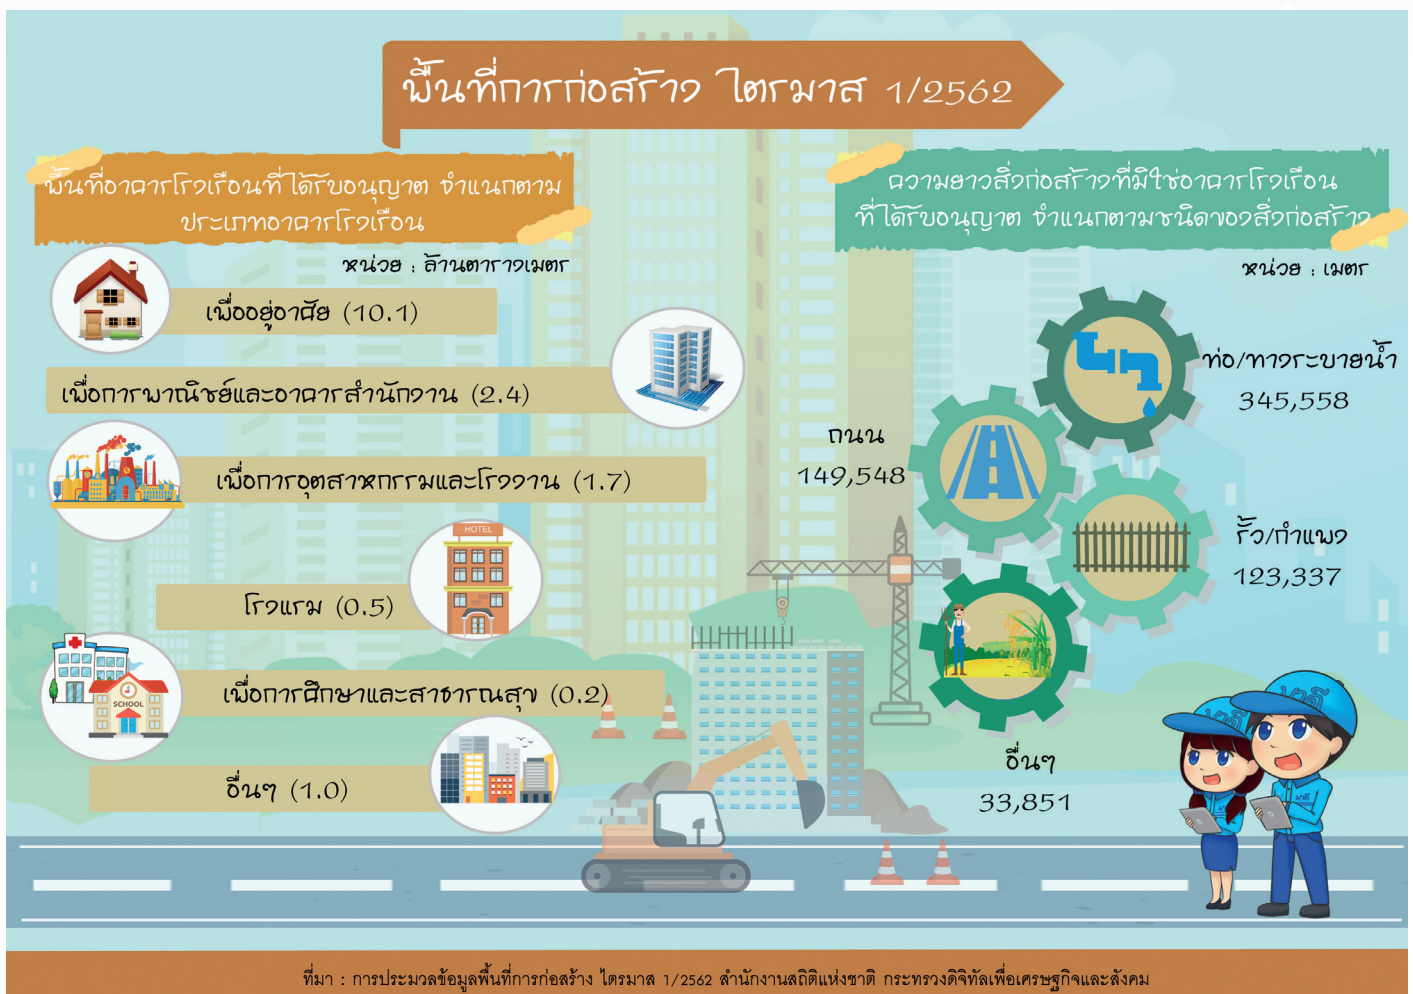 พื้นที่การก่อสร้าง ไตรมาส 1/2562
พื้นที่อาคารโรงเรือนที่ได้รับอนุญาต จำแนกตาม
ประเภทอาคารโรงเรือน
หน่วย : ล้านตารางเมตร
เพื่ออยู่อาศัย (10.1)
เพื่อการพาณิชย์และอาคารสำนักงาน (2.4)
เพื่อการอุตสาหกรรมและโรงงาน (1.7)
HOTEL
โรงแรม (0.5)
SCHOOL
เพื่อการศึกษาและสาธารณสุข (0.2)
อื่นๆ (1.0)
ความยาวสิ่งก่อสร้างที่มิใช่อาคารโรงเรือน
ที่ได้รับอนุญาต จำแนกตามชนิดของสิ่งก่อสร้าง
หน่วย : เมตร
ท่อ/ทางระบายน้ำ
345,558
ถนน
149,548
รั้ว/กำแพง
123,337
อื่นๆ
33,851
ที่มา : การประมวลข้อมูลพื้นที่การก่อสร้าง ไตรมาส 1/2562 สำนักงานสถิติแห่งชาติ กระทรวงดิจิทัลเพื่อเศรษฐกิจและสังคม